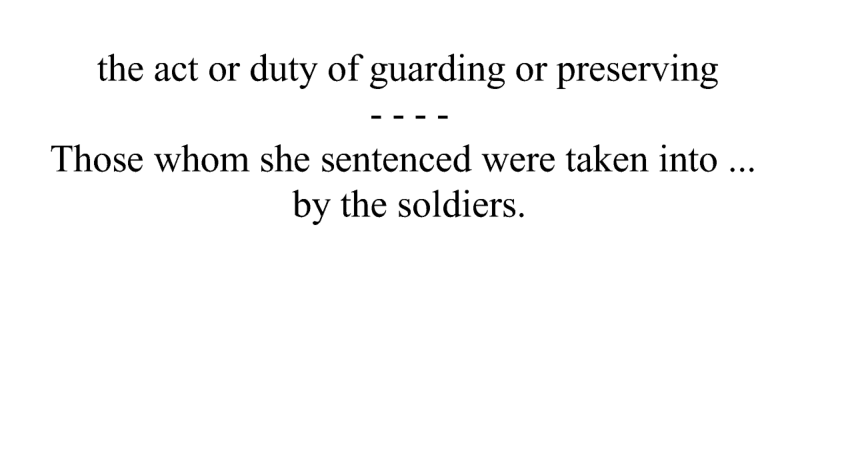 the act or duty of guarding or preserving
- - - -
Those whom she sentenced were taken into ...
by the soldiers.